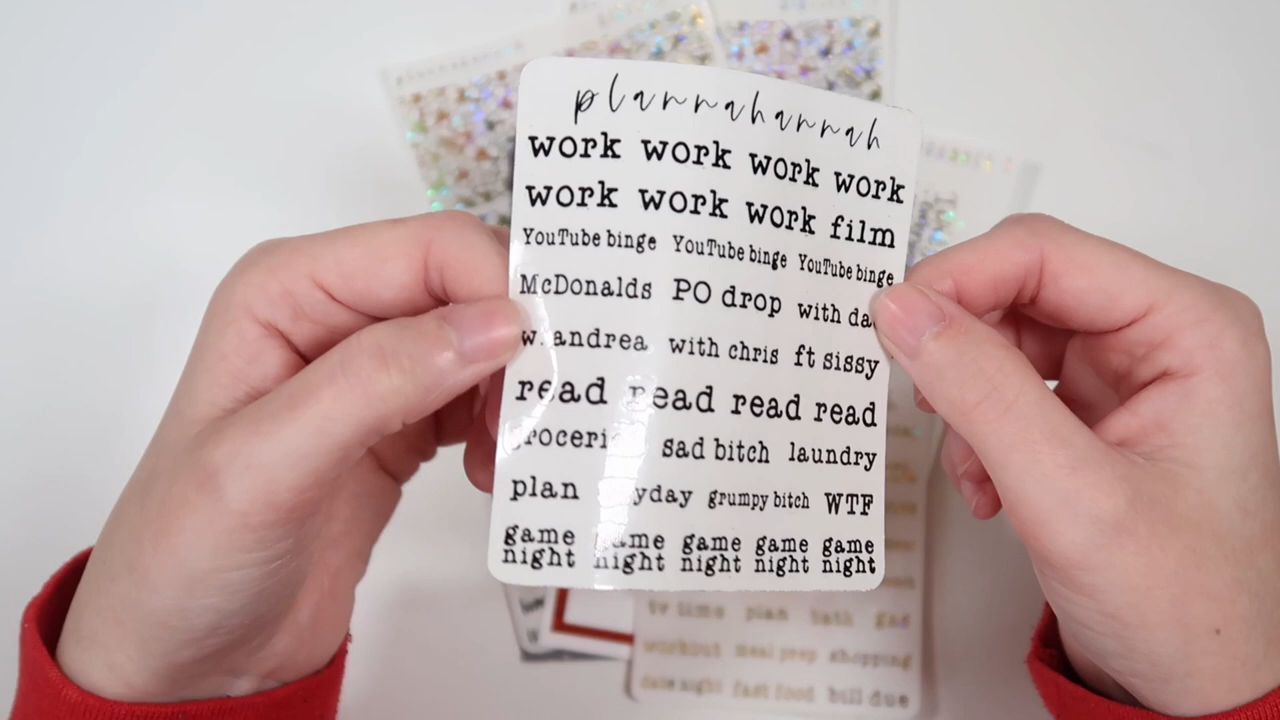 plannahannah
work work work work
work work work film
YouTube binge YouTube binge YouTube binge
McDonalds PO drop with
w. andrea with chris ft sissy
read read read read
sad bitch laundry
plan grumpy bitch WTF
game game game game game
night night night night night
tv time plan bath
workout meal prep shopping
date night fast food bill due